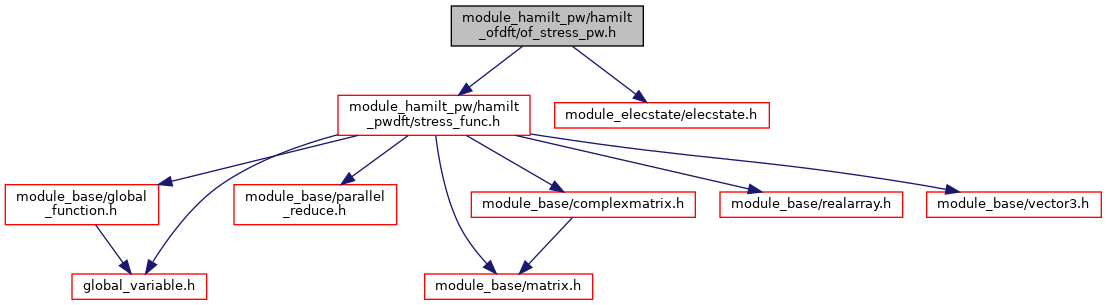 module_hamilt_pw/hamilt
_ofdft/of_stress_pw.h
module_hamilt_pw/hamilt
_pwdft/stress_func.h
module_elecstate/elecstate.h
module_base/global
_function.h
module_base/parallel
_reduce.h
module_base/complexmatrix.h
module_base/realarray.h
module_base/vector3.h
global_variable.h
module_base/matrix.h